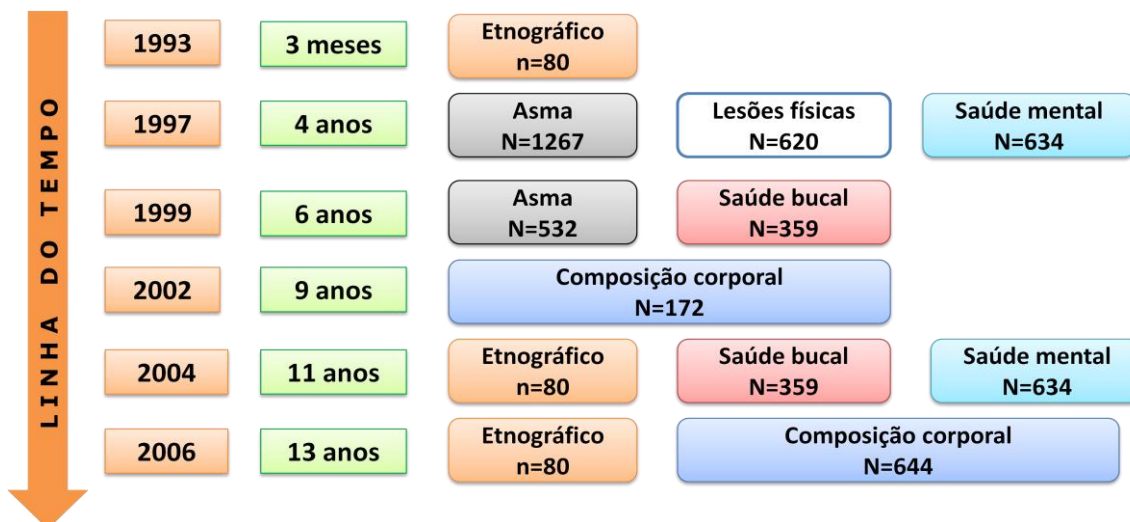 LINHA DO TEMPO
1993
3 meses
Etnográfico
n=80
1997
4 anos
Asma
N=1267
Lesões físicas
N=620
Saúde mental
N=634
1999
6 anos
Asma
N=532
Saúde bucal
N=359
2002
9 anos
Composição corporal
N=172
2004
11 anos
Etnográfico
n=80
Saúde bucal
N=359
Saúde mental
N=634
2006
13 anos
Etnográfico
n=80
Composição corporal
N=644